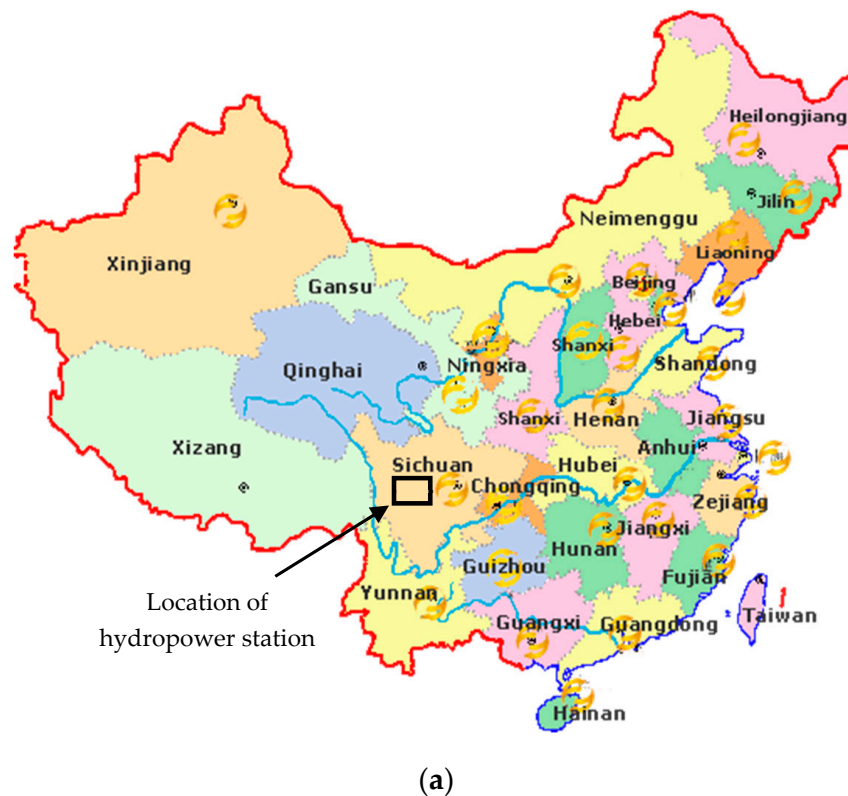 Heilongjiang
Jilin
Neimenggu
Liaoning
Xinjiang
Gansu
Beijing
Hebei
Qinghai
Ningxia
Shanxi
Shandong
Shanxi
Henan
Jiangsu
Xizang
Anhui
Sichuan
Hubei
Chongqing
Zejiang
Jiangxi
Hunan
Guizhou
Fujian
Yunnan
Location of
hydropower station
Guangxi
Guangdong
Taiwan
Hainan
(a)